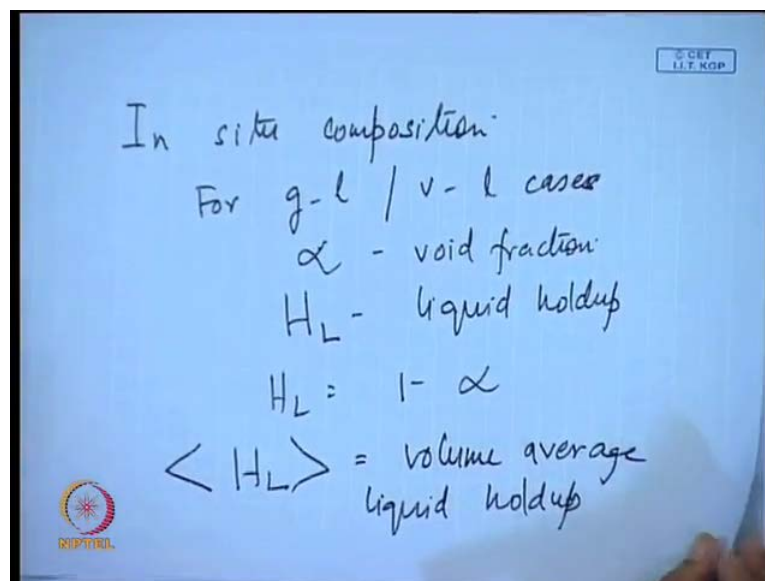 © CET
I.I.T. KGP
In situ composition.
For g-l / v-l cases
α - void fraction.
H_L - liquid holdup
H_L = 1 - α
< H_L > = volume average
liquid holdup
NPTEL